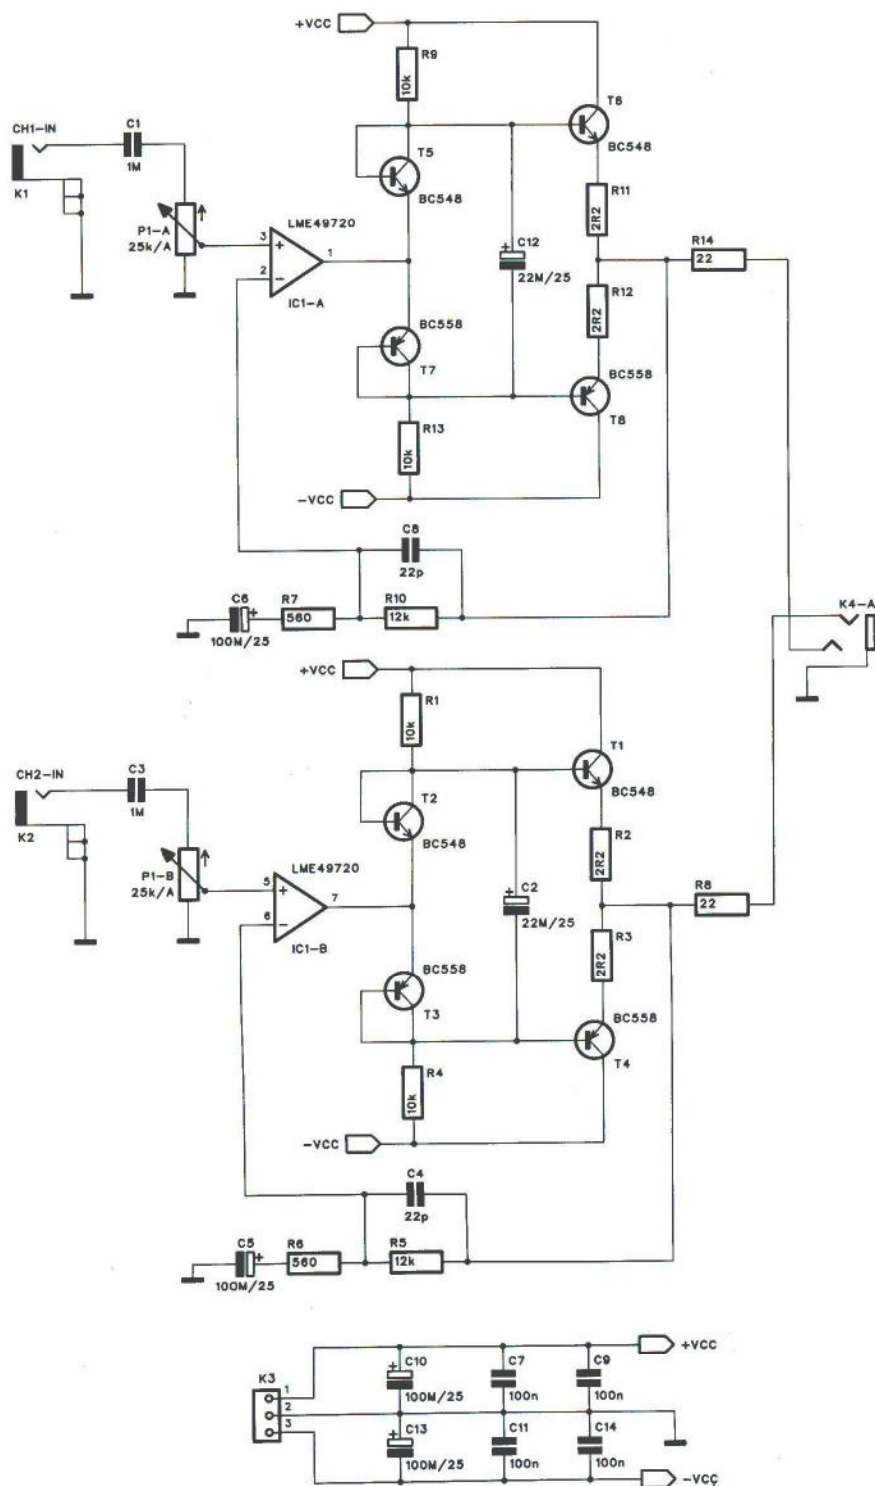 +VCC
R9
10k
T6
BC548
CH1-IN
C1
1M
K1
P1-A
25k/A
T5
BC548
LME49720
3
+
2
-
1
IC1-A
R11
2R2
C12
+
22M/25
R14
22
R12
2R2
BC558
T7
BC558
T8
R13
10k
-VCC
C8
22p
C6
+
100M/25
R7
560
R10
12k
K4-A
+VCC
R1
10k
T1
BC548
CH2-IN
C3
1M
K2
P1-B
25k/A
T2
BC548
LME49720
5
+
6
-
7
IC1-B
R2
2R2
C2
+
22M/25
R8
22
R3
2R2
BC558
T3
BC558
T4
R4
10k
-VCC
C4
22p
C5
+
100M/25
R6
560
R5
12k
K3
1
2
3
+
C10
100M/25
C7
100n
C9
100n
+VCC
+
C13
100M/25
C11
100n
C14
100n
-VCC